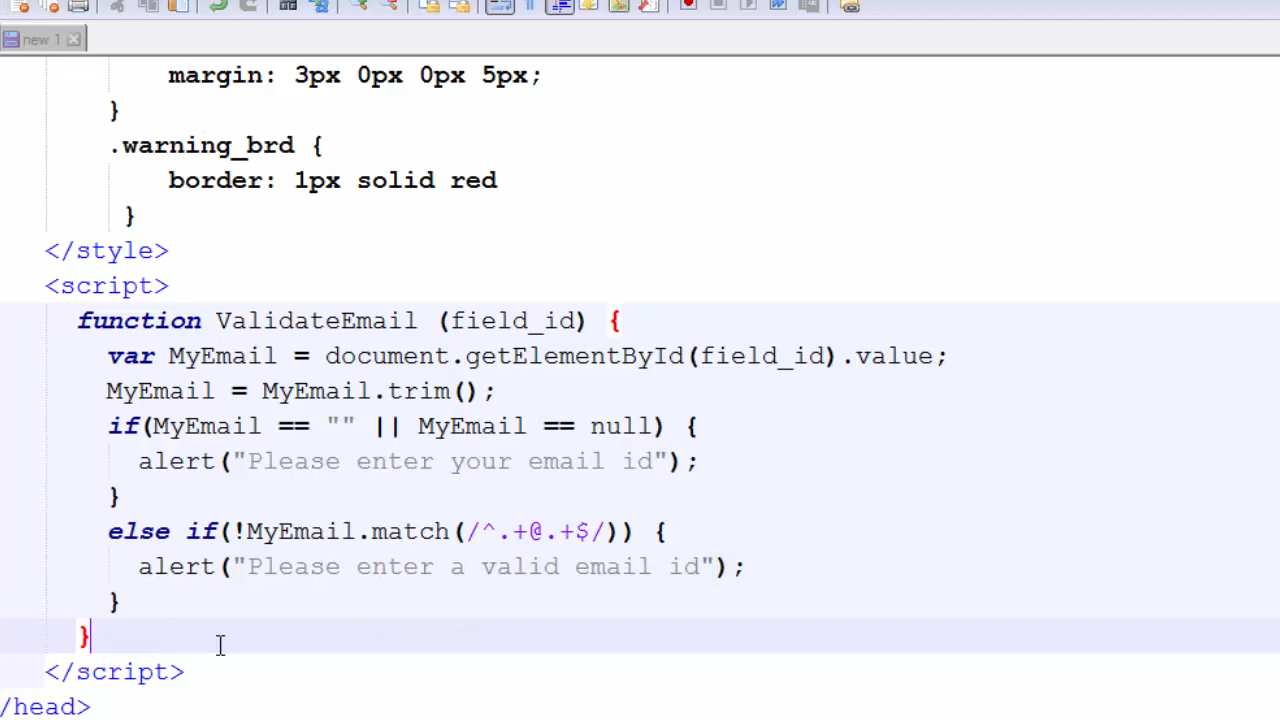 new 1
margin: 3px 0px 0px 5px;
}
.warning_brd {
border: 1px solid red
}
</style>
<script>
function ValidateEmail (field_id) {
var MyEmail = document.getElementById(field_id).value;
MyEmail = MyEmail.trim();
if(MyEmail == "" || MyEmail == null) {
alert("Please enter your email id");
}
else if(!MyEmail.match(/^.+@.+$/)) {
alert("Please enter a valid email id");
}
}
</script>
/head>